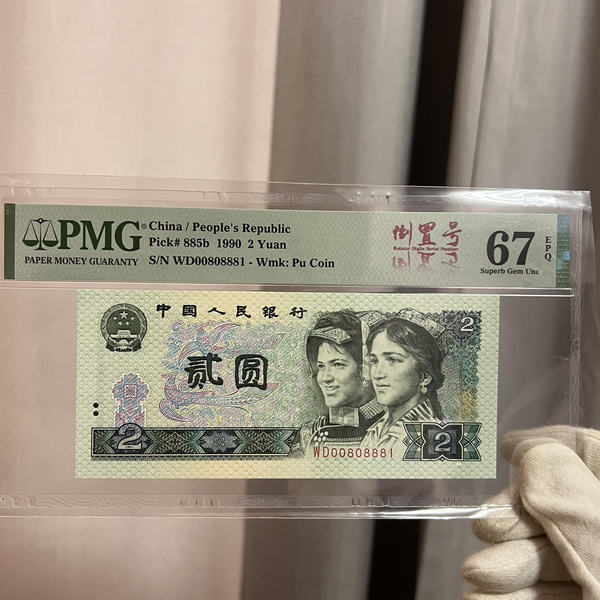 PMG®
PAPER MONEY GUARANTY
China / People's Republic
Pick# 885b 1990 2 Yuan
S/N WD00808881 - Wmk: Pu Coin
倒置号
Rotator Digits Serial Number
67 EPQ
Superb Gem Unc
中国人民银行
2
贰圆
2
2
WD00808881